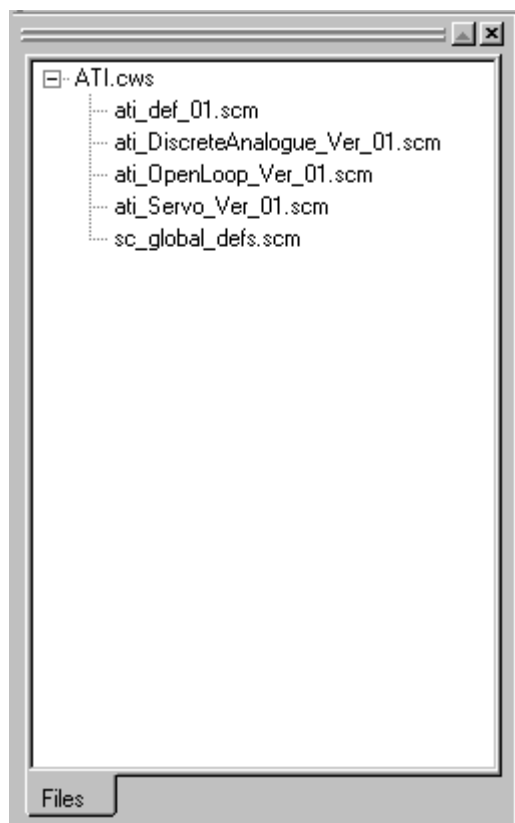 ATI.cws
ati_def_01.scm
ati_DiscreteAnalogue_Ver_01.scm
ati_OpenLoop_Ver_01.scm
ati_Servo_Ver_01.scm
sc_global_defs.scm
Files